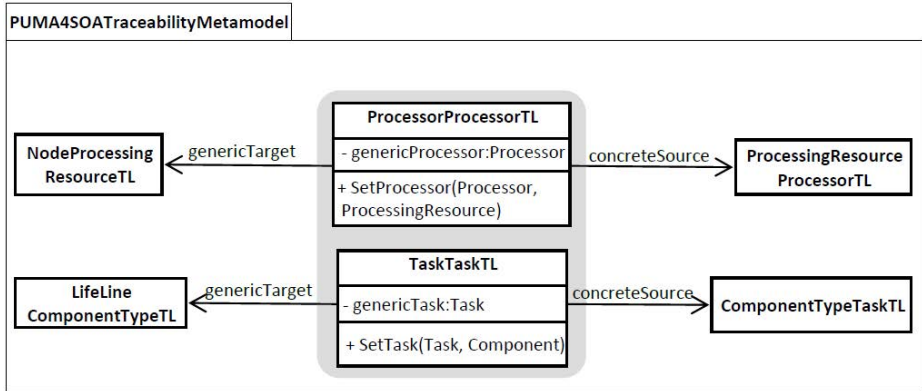 PUMA4SOATraceabilityMetamodel
ProcessorProcessorTL
NodeProcessing
ResourceTL
genericTarget
- genericProcessor:Processor
concreteSource
ProcessingResource
ProcessorTL
+ SetProcessor(Processor,
ProcessingResource)
TaskTaskTL
LifeLine
ComponentTypeTL
genericTarget
- genericTask:Task
concreteSource
ComponentTypeTaskTL
+ SetTask(Task, Component)